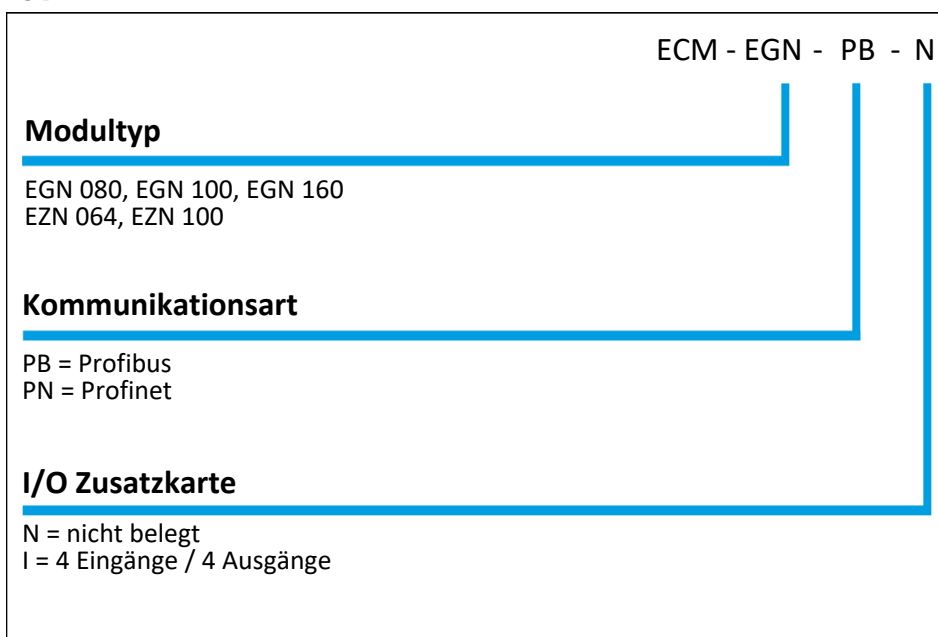 ECM - EGN - PB - N
Modultyp
EGN 080, EGN 100, EGN 160
EZN 064, EZN 100
Kommunikationsart
PB = Profibus
PN = Profinet
I/O Zusatzkarte
N = nicht belegt
I = 4 Eingänge / 4 Ausgänge